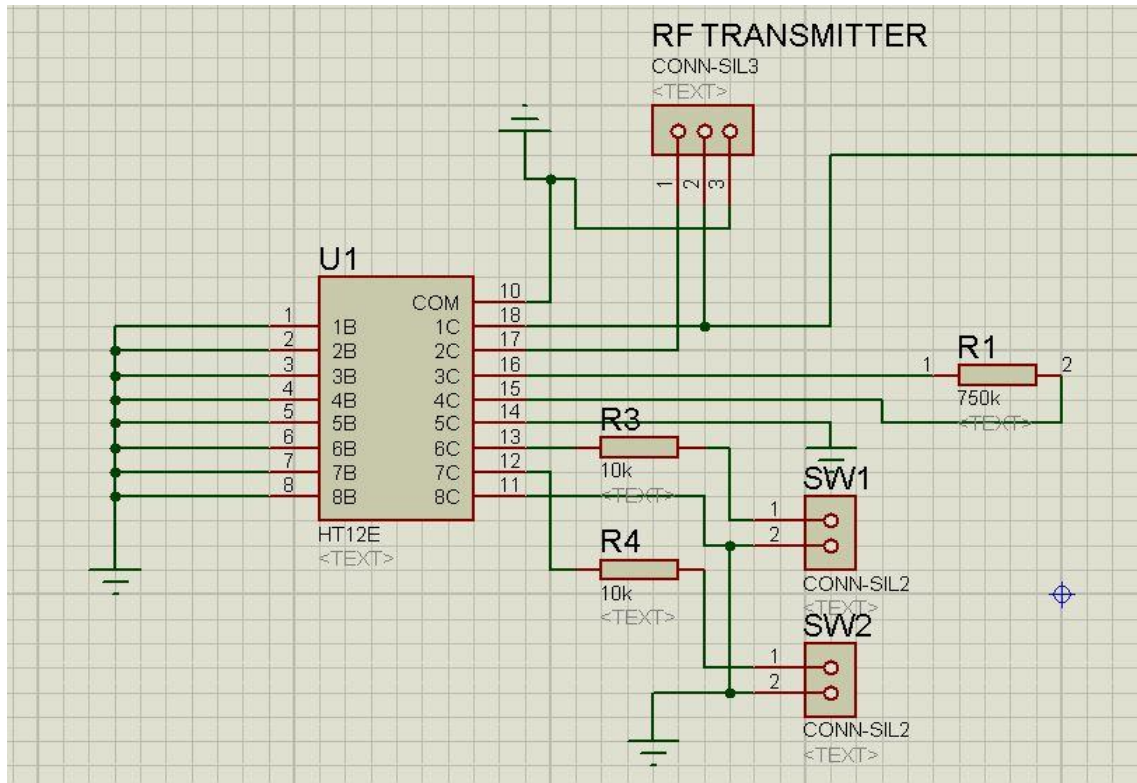 RF TRANSMITTER
CONN-SIL3
<TEXT>
1
2
3
U1
COM
10
1
1B
1C
18
2
2B
2C
17
3
3B
3C
16
4
4B
4C
15
5
5B
5C
14
6
6B
6C
13
7
7B
7C
12
8
8B
8C
11
HT12E
<TEXT>
R1
1
2
750k
<TEXT>
R3
10k
<TEXT>
SW1
1
2
CONN-SIL2
<TEXT>
R4
10k
<TEXT>
SW2
1
2
CONN-SIL2
<TEXT>